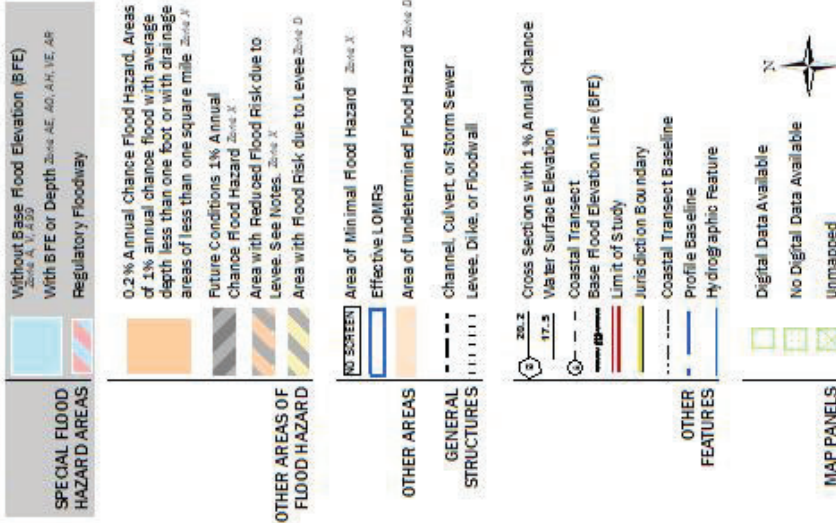 SPECIAL FLOOD
HAZARD AREAS
Without Base Flood Elevation (BFE)
Zone A, V, A99
With BFE or Depth Zone AE, AO, AH, VE, AR
Regulatory Floodway
OTHER AREAS OF
FLOOD HAZARD
0.2% Annual Chance Flood Hazard, Areas
of 1% annual chance flood with average
depth less than one foot or with drainage
areas of less than one square mile Zone X
Future Conditions 1% Annual
Chance Flood Hazard Zone X
Area with Reduced Flood Risk due to
Levee. See Notes. Zone X
Area with Flood Risk due to Levee Zone D
OTHER AREAS
NO SCREEN Area of Minimal Flood Hazard Zone X
Effective LOMRs
Area of Undetermined Flood Hazard Zone D
GENERAL
STRUCTURES
Channel, Culvert, or Storm Sewer
Levee, Dike, or Floodwall
OTHER
FEATURES
20.2 Cross Sections with 1% Annual Chance
17.5 Water Surface Elevation
Coastal Transect
Base Flood Elevation Line (BFE)
Limit of Study
Jurisdiction Boundary
Coastal Transect Baseline
Profile Baseline
Hydrographic Feature
MAP PANELS
Digital Data Available
No Digital Data Available
Unmapped
N